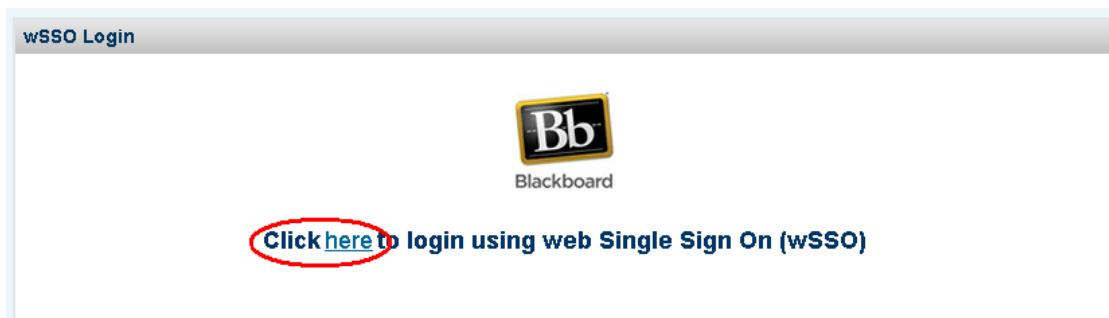 wSSO Login
Bb
Blackboard
Click here to login using web Single Sign On (wSSO)